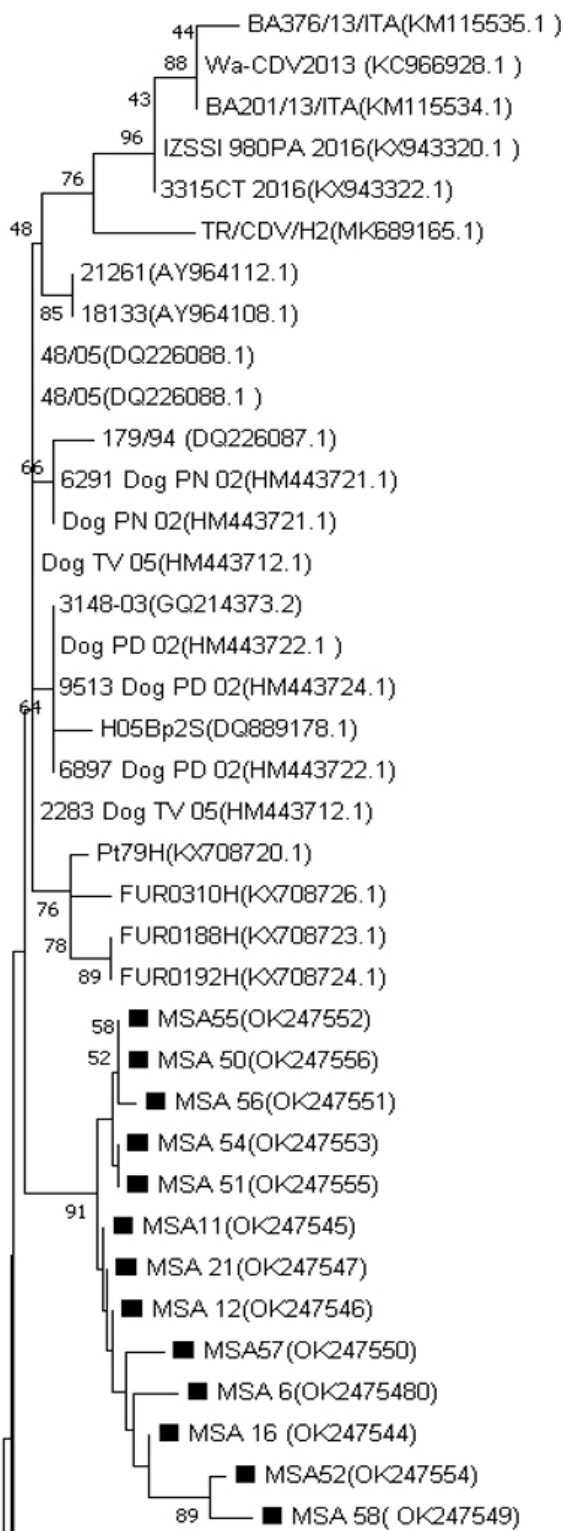 44
BA376/13/ITA(KM115535.1 )
88
Wa-CDV2013 (KC966928.1 )
43
BA201/13/ITA(KM115534.1)
96
IZSSI 980PA 2016(KX943320.1 )
76
3315CT 2016(KX943322.1)
48
TR/CDV/H2(MK689165.1)
21261(AY964112.1)
85
18133(AY964108.1)
48/05(DQ226088.1)
48/05(DQ226088.1 )
179/94 (DQ226087.1)
66
6291 Dog PN 02(HM443721.1)
Dog PN 02(HM443721.1)
Dog TV 05(HM443712.1)
3148-03(GQ214373.2)
Dog PD 02(HM443722.1 )
9513 Dog PD 02(HM443724.1)
64
H05Bp2S(DQ889178.1)
6897 Dog PD 02(HM443722.1)
2283 Dog TV 05(HM443712.1)
Pt79H(KX708720.1)
76
FUR0310H(KX708726.1)
78
FUR0188H(KX708723.1)
89
FUR0192H(KX708724.1)
58
MSA55(OK247552)
52
MSA 50(OK247556)
MSA 56(OK247551)
MSA 54(OK247553)
MSA 51(OK247555)
91
MSA11(OK247545)
MSA 21(OK247547)
MSA 12(OK247546)
MSA57(OK247550)
MSA 6(OK2475480)
MSA 16 (OK247544)
MSA52(OK247554)
89
MSA 58( OK247549)